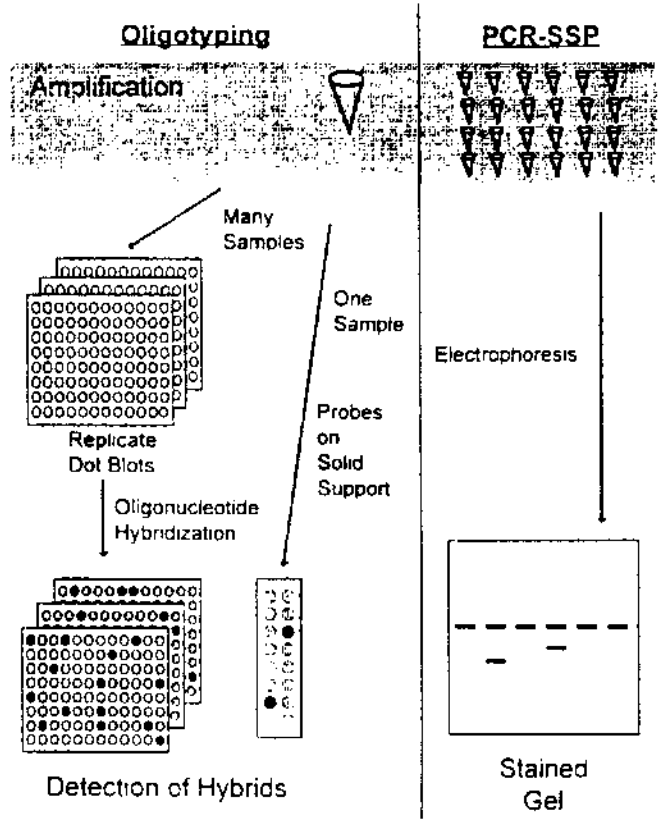 Oligotyping
PCR-SSP
Amplification
Many
Samples
One
Sample
Electrophoresis
Replicate
Dot Blots
Probes
on
Solid
Support
Oligonucleotide
Hybridization
Detection of Hybrids
Stained
Gel